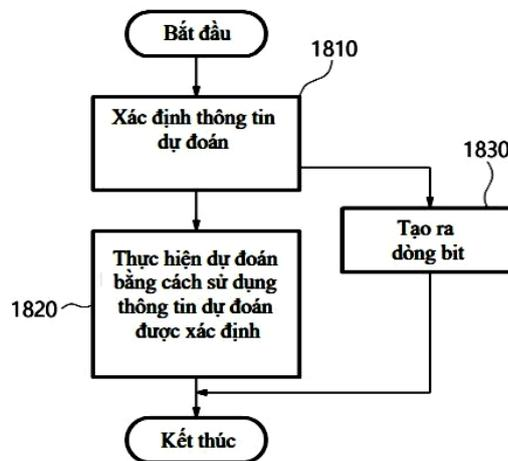 Bắt đầu
1810
Xác định thông tin
dự đoán
1830
Tạo ra
dòng bit
Thực hiện dự đoán
bằng cách sử dụng
thông tin dự đoán
được xác định
1820
Kết thúc